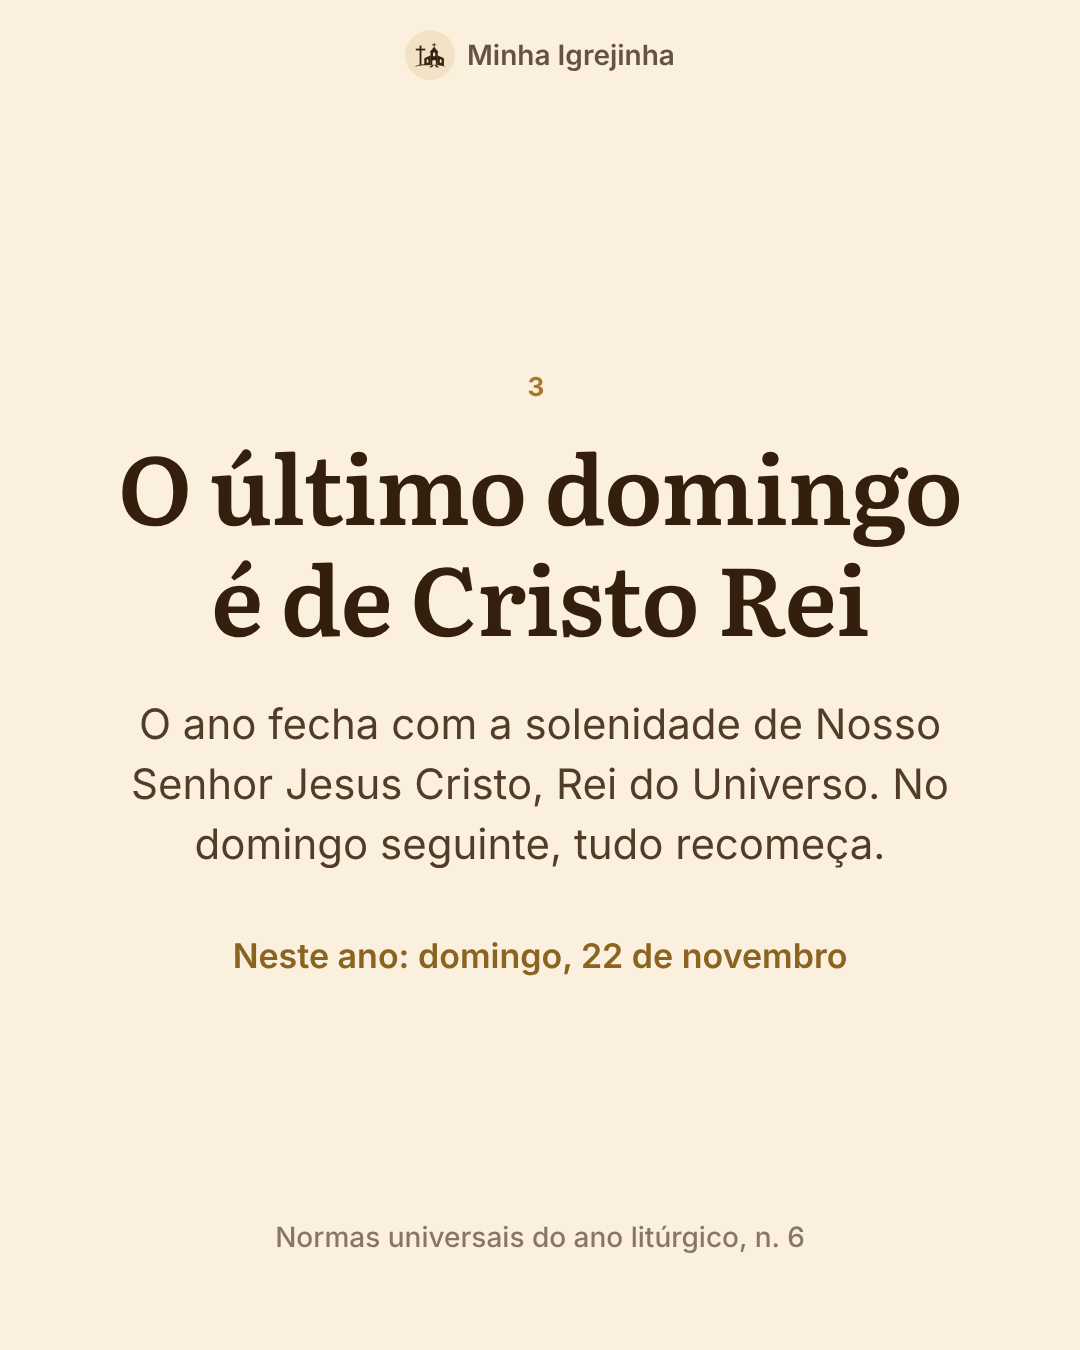 Minha Igrejinha
3
O último domingo
é de Cristo Rei
O ano fecha com a solenidade de Nosso
Senhor Jesus Cristo, Rei do Universo. No
domingo seguinte, tudo recomeça.
Neste ano: domingo, 22 de novembro
Normas universais do ano litúrgico, n. 6